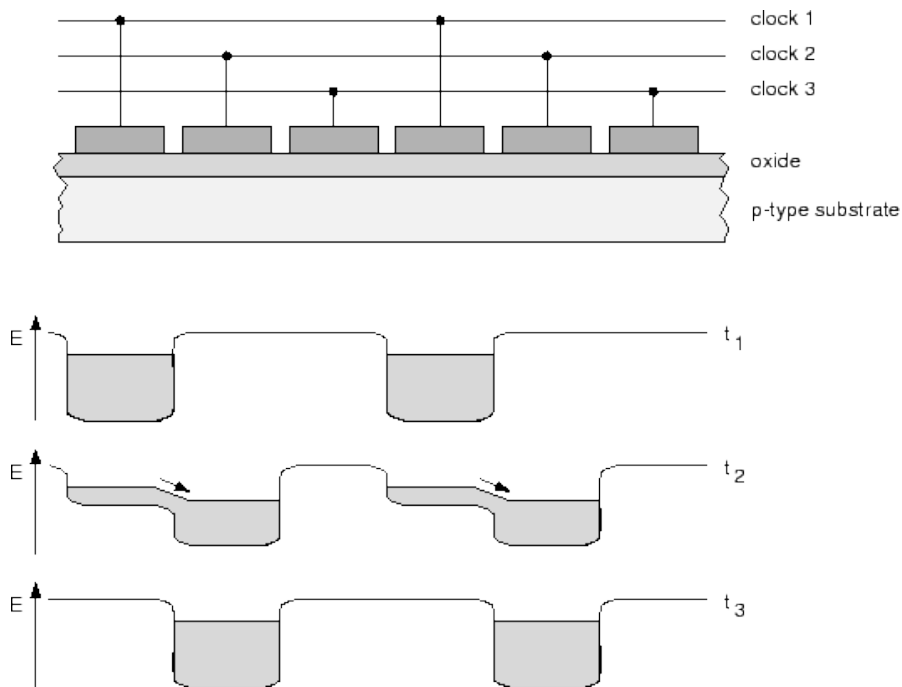 clock 1
clock 2
clock 3
oxide
p-type substrate
E
t1
E
t2
E
t3